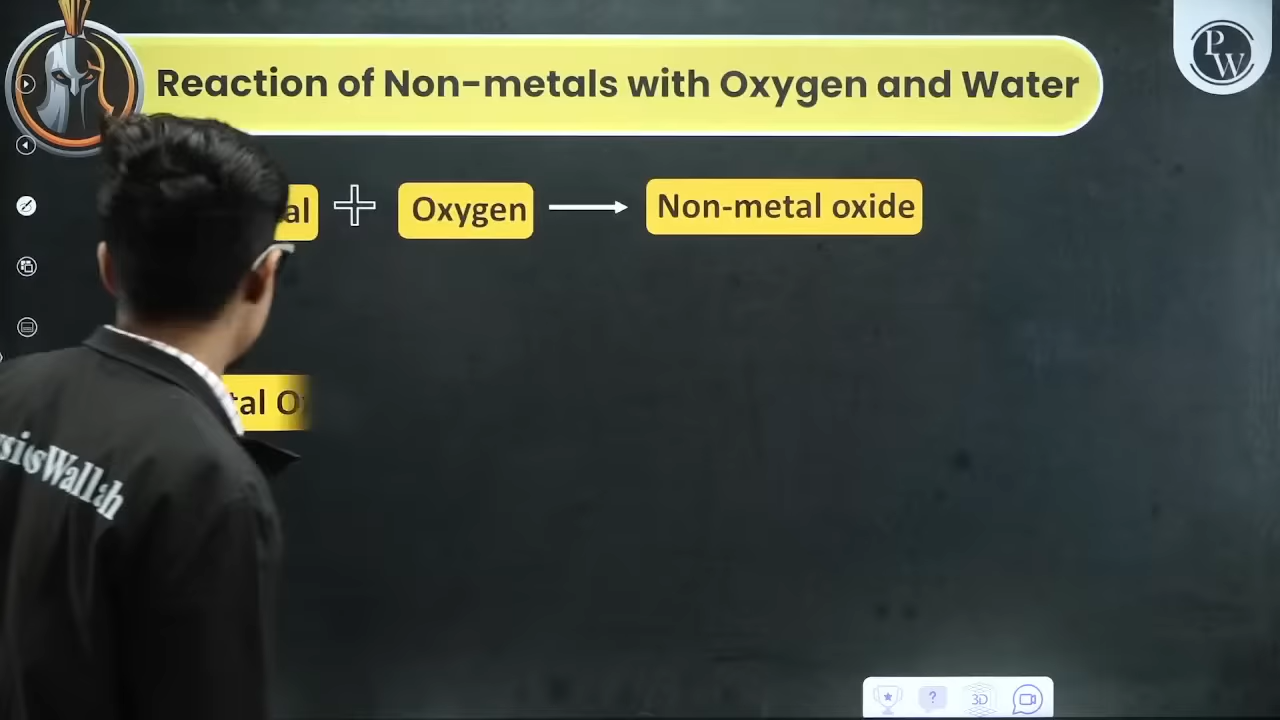 Reaction of Non-metals with Oxygen and Water
al + Oxygen → Non-metal oxide
tal O
sicsWallah
PW
?
3D